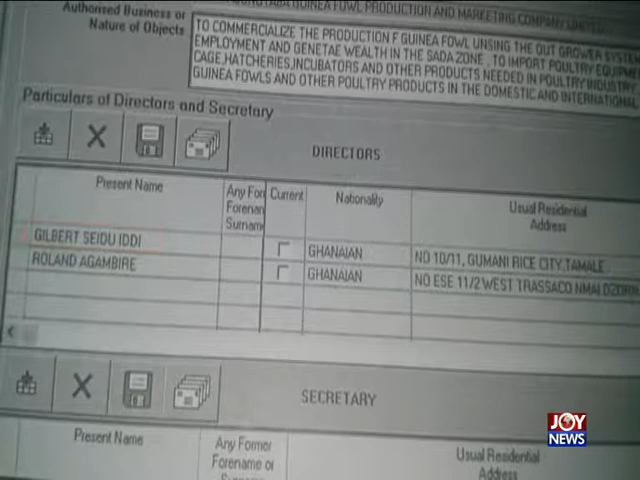 GUINEA FOWL PRODUCTION AND MARKETING COMPANY
Authorised Business or
Nature of Objects
TO COMMERCIALIZE THE PRODUCTION F GUINEA FOWL UNSING THE OUT GROWER SYSTEM
EMPLOYMENT AND GENETAE WEALTH IN THE SADA ZONE , TO IMPORT POULTRY EQUIPM
CAGE,HATCHERIES,INCUBATORS AND OTHER PRODUCTS NEEDED IN POULTRY INDUSTRY
GUINEA FOWLS AND OTHER POULTRY PRODUCTS IN THE DOMESTIC AND INTERNATIONAL
Particulars of Directors and Secretary
DIRECTORS
Present Name
Any For
Forenam
Surname
Current
Nationality
Usual Residential
Address
GILBERT SEIDU IDDI
GHANAIAN
NO 10/11, GUMANI RICE CITY,TAMALE
ROLAND AGAMBIRE
GHANAIAN
NO ESE 11/2 WEST TRASSACO NMAI DZORN
SECRETARY
Present Name
Any Former
Forename or
Usual Residential
Address
JOY
NEWS